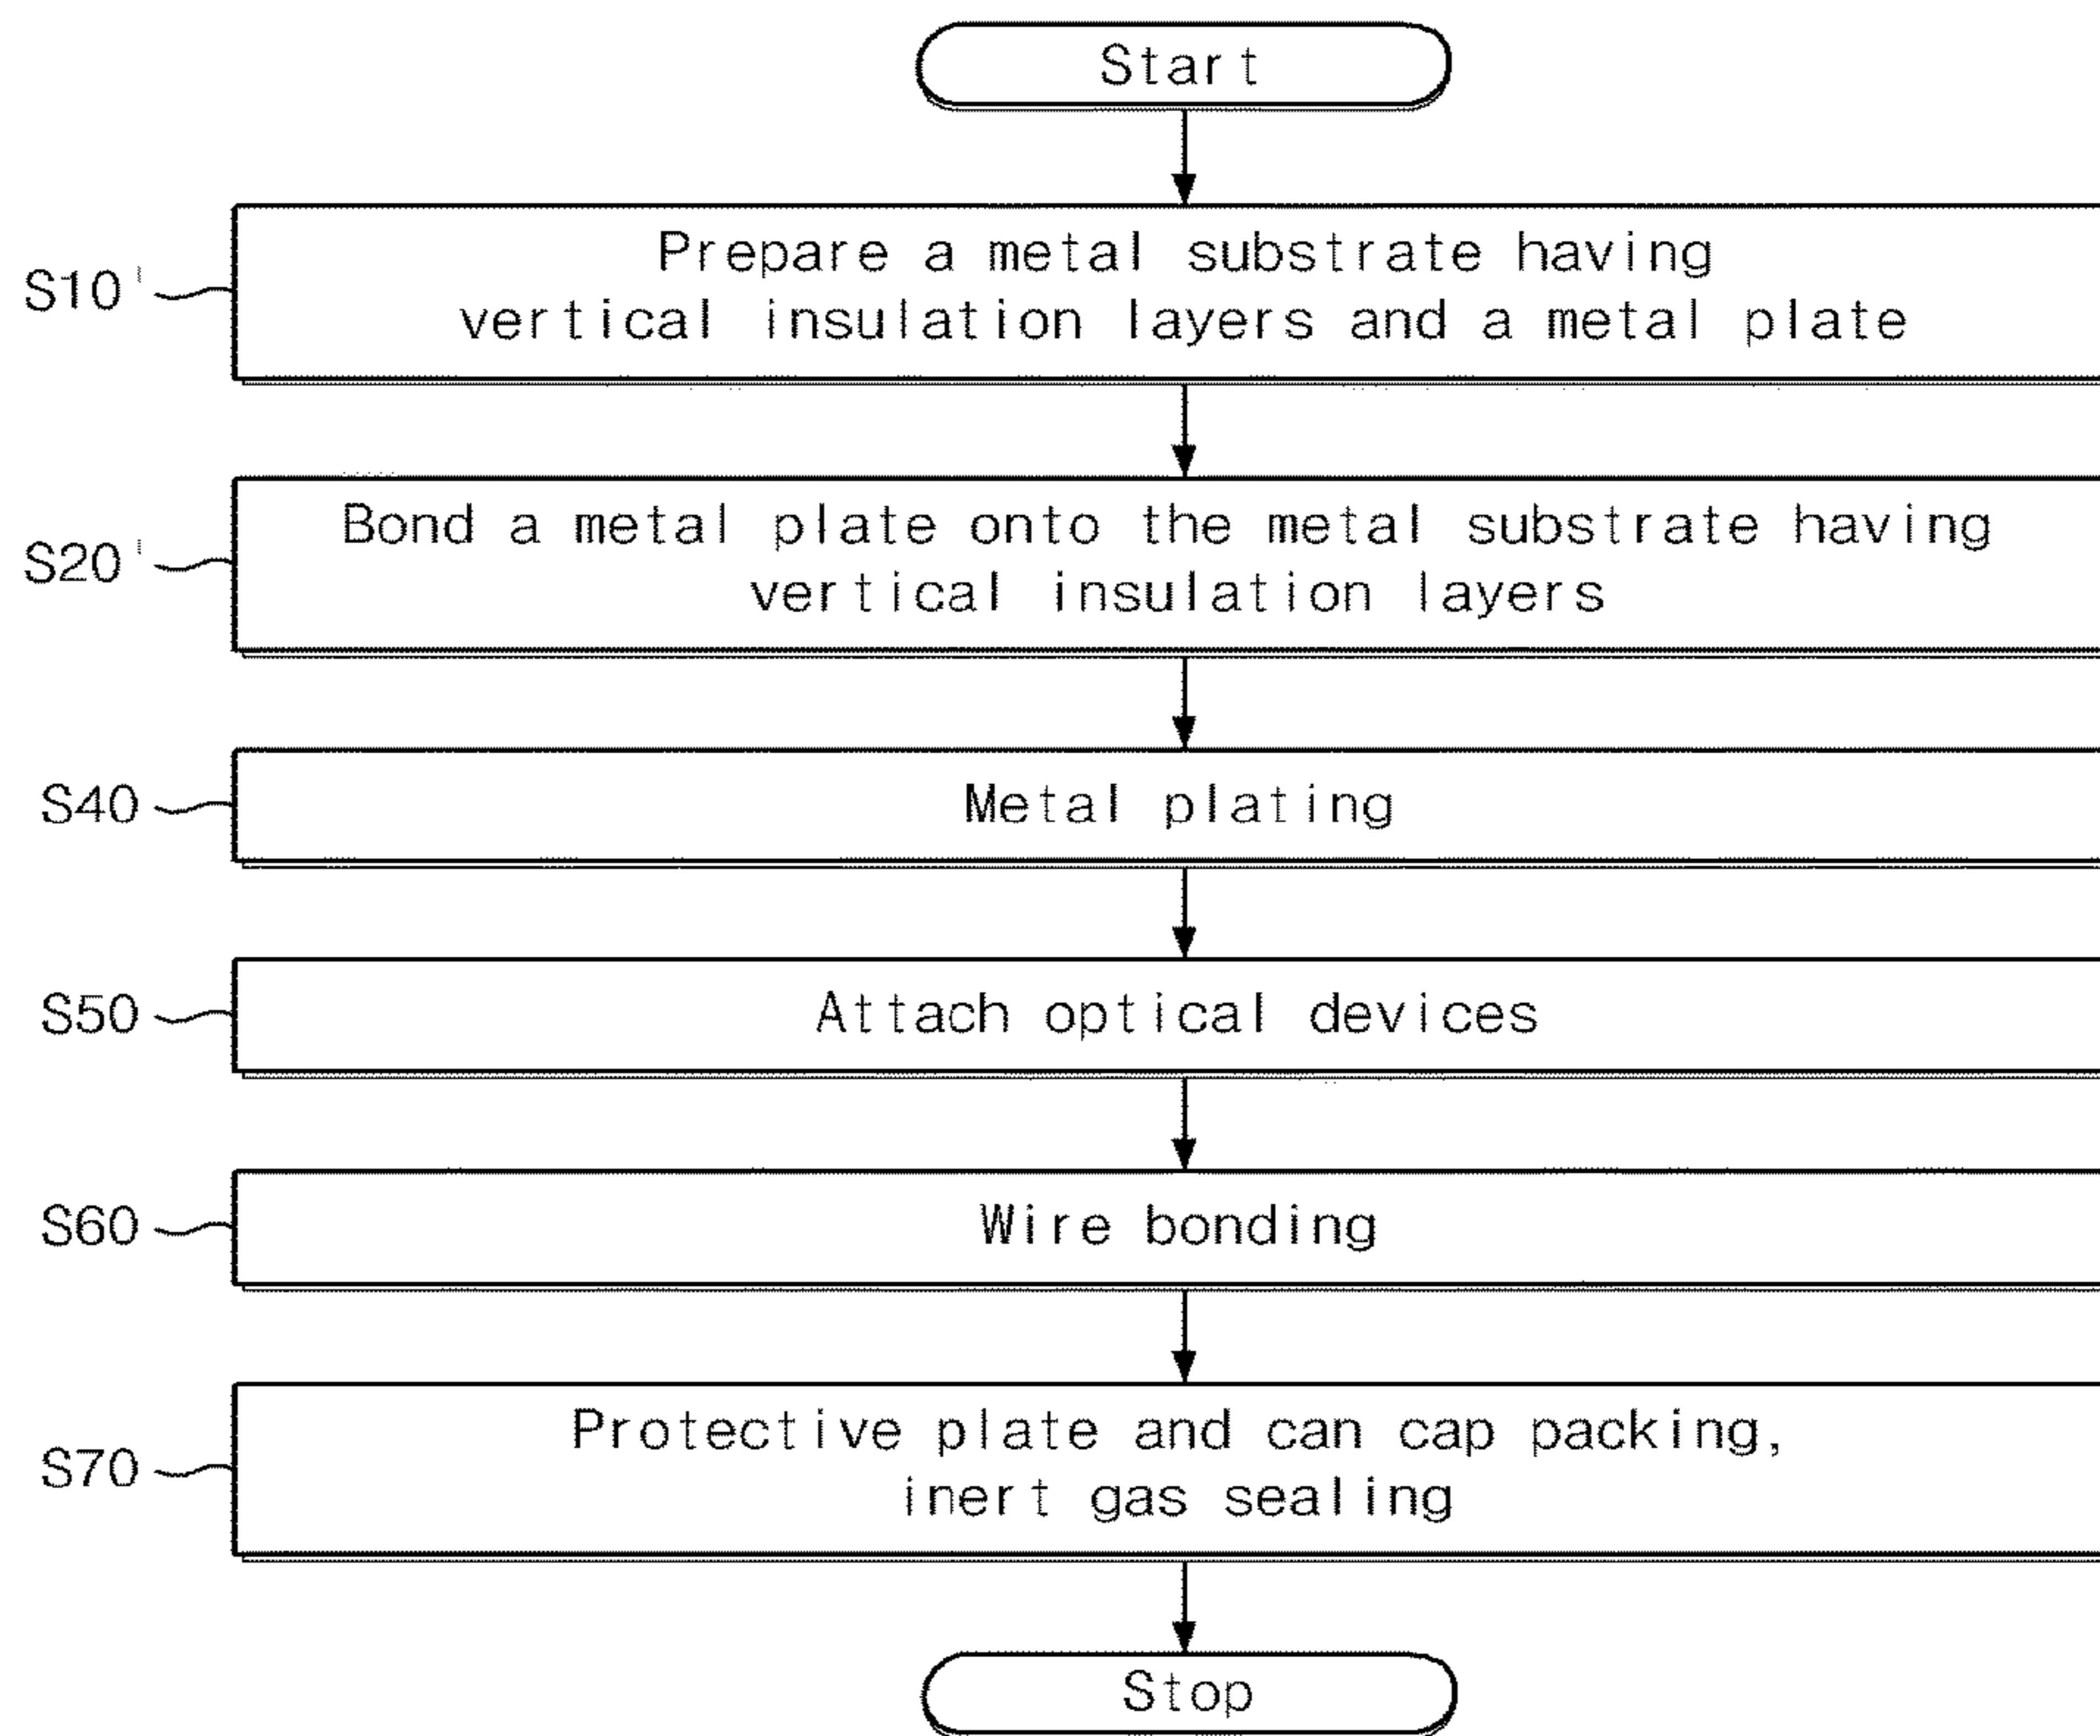 Start
S10'
Prepare a metal substrate having
vertical insulation layers and a metal plate
S20'
Bond a metal plate onto the metal substrate having
vertical insulation layers
S40
Metal plating
S50
Attach optical devices
S60
Wire bonding
S70
Protective plate and can cap packing,
inert gas sealing
Stop